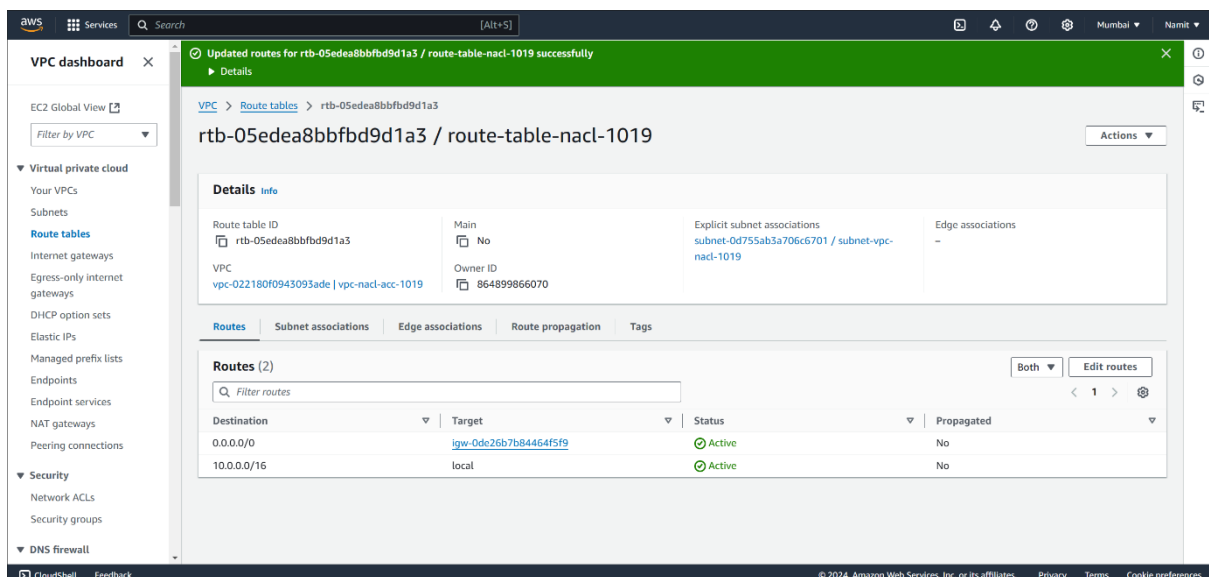 aws Services Search [Alt+S] Mumbai ▼ Namit ▼
VPC dashboard
EC2 Global View
Filter by VPC
▼ Virtual private cloud
Your VPCs
Subnets
Route tables
Internet gateways
Egress-only internet
gateways
DHCP option sets
Elastic IPs
Managed prefix lists
Endpoints
Endpoint services
NAT gateways
Peering connections
▼ Security
Network ACLs
Security groups
▼ DNS firewall
Updated routes for rtb-05edea8bbfbd9d1a3 / route-table-nacl-1019 successfully
▶ Details
VPC > Route tables > rtb-05edea8bbfbd9d1a3
rtb-05edea8bbfbd9d1a3 / route-table-nacl-1019
Actions ▼
Details Info
Route table ID
rtb-05edea8bbfbd9d1a3
Main
No
Explicit subnet associations
subnet-0d755ab3a706c6701 / subnet-vpc-
nacl-1019
Edge associations
–
VPC
vpc-022180f0943093ade | vpc-nacl-acc-1019
Owner ID
864899866070
Routes Subnet associations Edge associations Route propagation Tags
Routes (2)
Both ▼ Edit routes
Filter routes
< 1 >
Destination Target Status Propagated
0.0.0.0/0 igw-0de26b7b84464f5f9 Active No
10.0.0.0/16 local Active No
CloudShell Feedback © 2024, Amazon Web Services, Inc. or its affiliates. Privacy Terms Cookie preferences